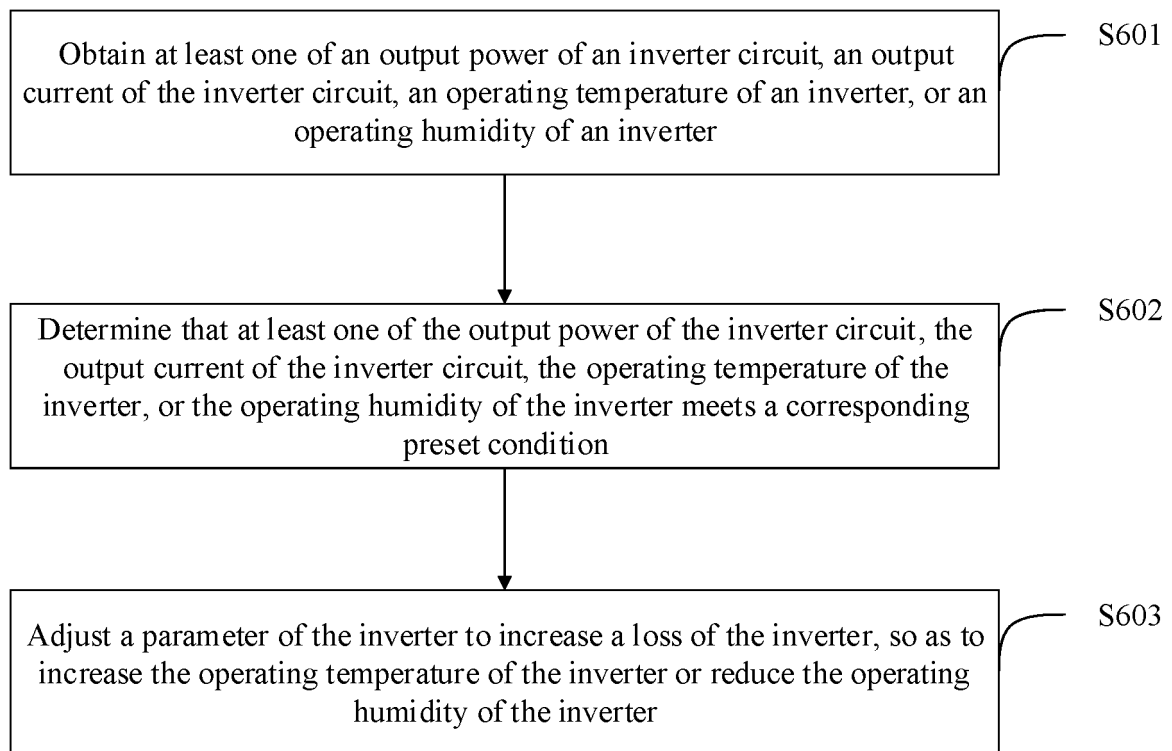 Obtain at least one of an output power of an inverter circuit, an output
current of the inverter circuit, an operating temperature of an inverter, or an
operating humidity of an inverter
S601
Determine that at least one of the output power of the inverter circuit, the
output current of the inverter circuit, the operating temperature of the
inverter, or the operating humidity of the inverter meets a corresponding
preset condition
S602
Adjust a parameter of the inverter to increase a loss of the inverter, so as to
increase the operating temperature of the inverter or reduce the operating
humidity of the inverter
S603